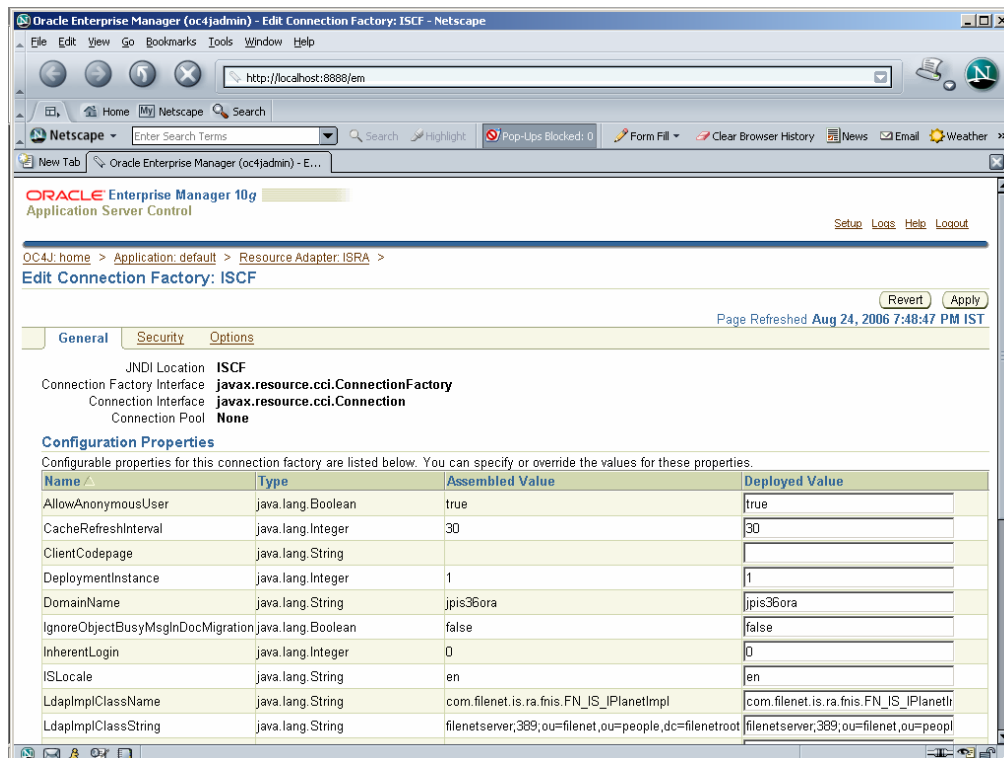 Oracle Enterprise Manager (oc4jadmin) - Edit Connection Factory: ISCF - Netscape
File Edit View Go Bookmarks Tools Window Help
http://localhost:8888/em
Home My Netscape Search
Netscape Enter Search Terms Search Highlight Pop-Ups Blocked: 0 Form Fill Clear Browser History News Email Weather »
New Tab Oracle Enterprise Manager (oc4jadmin) - E...
ORACLE Enterprise Manager 10g
Application Server Control
Setup Logs Help Logout
OC4J: home > Application: default > Resource Adapter: ISRA >
Edit Connection Factory: ISCF
Revert Apply
Page Refreshed Aug 24, 2006 7:48:47 PM IST
General Security Options
JNDI Location ISCF
Connection Factory Interface javax.resource.cci.ConnectionFactory
Connection Interface javax.resource.cci.Connection
Connection Pool None
Configuration Properties
Configurable properties for this connection factory are listed below. You can specify or override the values for these properties.
Name Type Assembled Value Deployed Value
AllowAnonymousUser java.lang.Boolean true true
CacheRefreshInterval java.lang.Integer 30 30
ClientCodepage java.lang.String
DeploymentInstance java.lang.Integer 1 1
DomainName java.lang.String jpis36ora jpis36ora
IgnoreObjectBusyMsgInDocMigration java.lang.Boolean false false
InherentLogin java.lang.Integer 0 0
ISLocale java.lang.String en en
LdapImplClassName java.lang.String com.filenet.is.ra.fnis.FN_IS_IPlanetImpl com.filenet.is.ra.fnis.FN_IS_IPlanetIr
LdapImplClassString java.lang.String filenetserver;389;ou=filenet,ou=people,dc=filenetroot filenetserver;389;ou=filenet,ou=peopl